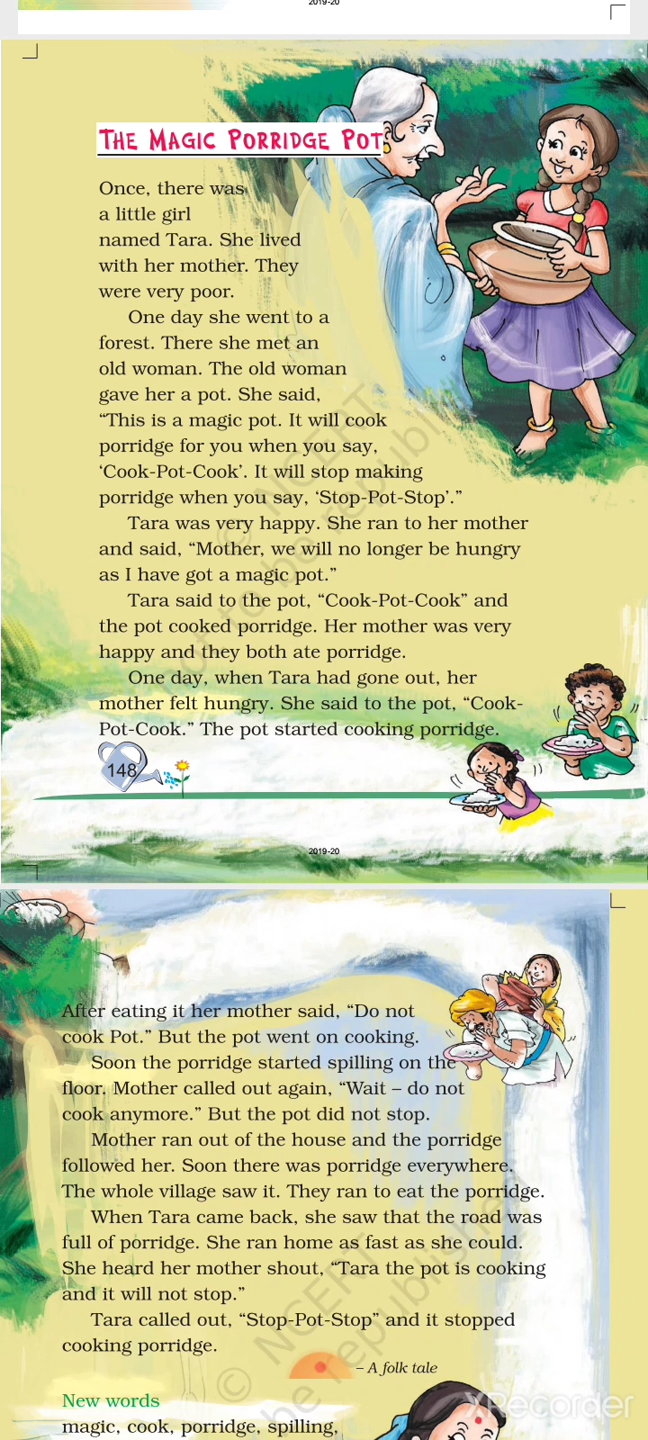 2019-20
THE MAGIC PORRIDGE POT
Once, there was
a little girl
named Tara. She lived
with her mother. They
were very poor.
One day she went to a
forest. There she met an
old woman. The old woman
gave her a pot. She said,
“This is a magic pot. It will cook
porridge for you when you say,
‘Cook-Pot-Cook’. It will stop making
porridge when you say, ‘Stop-Pot-Stop’.”
Tara was very happy. She ran to her mother
and said, “Mother, we will no longer be hungry
as I have got a magic pot.”
Tara said to the pot, “Cook-Pot-Cook” and
the pot cooked porridge. Her mother was very
happy and they both ate porridge.
One day, when Tara had gone out, her
mother felt hungry. She said to the pot, “Cook-
Pot-Cook.” The pot started cooking porridge.
148
© NCERT
not to be republished
2019-20
After eating it her mother said, “Do not
cook Pot.” But the pot went on cooking.
Soon the porridge started spilling on the
floor. Mother called out again, “Wait – do not
cook anymore.” But the pot did not stop.
Mother ran out of the house and the porridge
followed her. Soon there was porridge everywhere.
The whole village saw it. They ran to eat the porridge.
When Tara came back, she saw that the road was
full of porridge. She ran home as fast as she could.
She heard her mother shout, “Tara the pot is cooking
and it will not stop.”
Tara called out, “Stop-Pot-Stop” and it stopped
cooking porridge.
– A folk tale
© NCERT
be republished
New words
magic, cook, porridge, spilling,
XRecorder